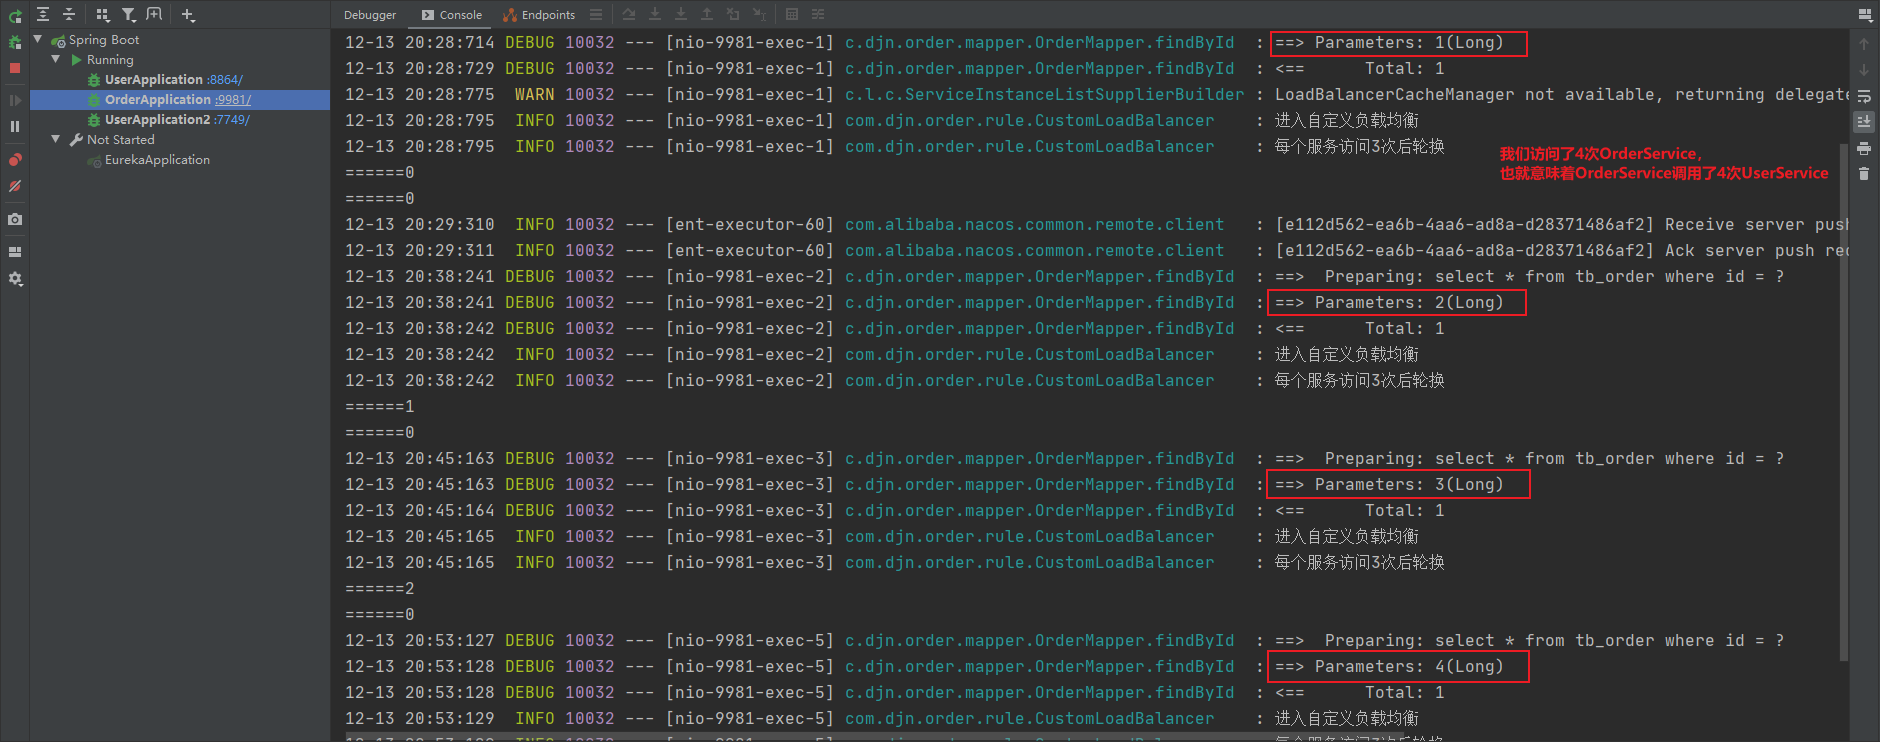 Debugger Console Endpoints
Spring Boot
Running
UserApplication :8864/
OrderApplication :9981/
UserApplication2 :7749/
Not Started
EurekaApplication
12-13 20:28:714 DEBUG 10032 --- [nio-9981-exec-1] c.djn.order.mapper.OrderMapper.findById : ==> Parameters: 1(Long)
12-13 20:28:729 DEBUG 10032 --- [nio-9981-exec-1] c.djn.order.mapper.OrderMapper.findById : <== Total: 1
12-13 20:28:775 WARN 10032 --- [nio-9981-exec-1] c.l.c.ServiceInstanceListSupplierBuilder : LoadBalancerCacheManager not available, returning delegate
12-13 20:28:795 INFO 10032 --- [nio-9981-exec-1] com.djn.order.rule.CustomLoadBalancer : 进入自定义负载均衡
12-13 20:28:795 INFO 10032 --- [nio-9981-exec-1] com.djn.order.rule.CustomLoadBalancer : 每个服务访问3次后轮换
我们访问了4次OrderService,
也就意味着OrderService调用了4次UserService
======0
======0
12-13 20:29:310 INFO 10032 --- [ent-executor-60] com.alibaba.nacos.common.remote.client : [e112d562-ea6b-4aa6-ad8a-d28371486af2] Receive server push
12-13 20:29:311 INFO 10032 --- [ent-executor-60] com.alibaba.nacos.common.remote.client : [e112d562-ea6b-4aa6-ad8a-d28371486af2] Ack server push rec
12-13 20:38:241 DEBUG 10032 --- [nio-9981-exec-2] c.djn.order.mapper.OrderMapper.findById : ==> Preparing: select * from tb_order where id = ?
12-13 20:38:241 DEBUG 10032 --- [nio-9981-exec-2] c.djn.order.mapper.OrderMapper.findById : ==> Parameters: 2(Long)
12-13 20:38:242 DEBUG 10032 --- [nio-9981-exec-2] c.djn.order.mapper.OrderMapper.findById : <== Total: 1
12-13 20:38:242 INFO 10032 --- [nio-9981-exec-2] com.djn.order.rule.CustomLoadBalancer : 进入自定义负载均衡
12-13 20:38:242 INFO 10032 --- [nio-9981-exec-2] com.djn.order.rule.CustomLoadBalancer : 每个服务访问3次后轮换
======1
======0
12-13 20:45:163 DEBUG 10032 --- [nio-9981-exec-3] c.djn.order.mapper.OrderMapper.findById : ==> Preparing: select * from tb_order where id = ?
12-13 20:45:163 DEBUG 10032 --- [nio-9981-exec-3] c.djn.order.mapper.OrderMapper.findById : ==> Parameters: 3(Long)
12-13 20:45:164 DEBUG 10032 --- [nio-9981-exec-3] c.djn.order.mapper.OrderMapper.findById : <== Total: 1
12-13 20:45:165 INFO 10032 --- [nio-9981-exec-3] com.djn.order.rule.CustomLoadBalancer : 进入自定义负载均衡
12-13 20:45:165 INFO 10032 --- [nio-9981-exec-3] com.djn.order.rule.CustomLoadBalancer : 每个服务访问3次后轮换
======2
======0
12-13 20:53:127 DEBUG 10032 --- [nio-9981-exec-5] c.djn.order.mapper.OrderMapper.findById : ==> Preparing: select * from tb_order where id = ?
12-13 20:53:128 DEBUG 10032 --- [nio-9981-exec-5] c.djn.order.mapper.OrderMapper.findById : ==> Parameters: 4(Long)
12-13 20:53:128 DEBUG 10032 --- [nio-9981-exec-5] c.djn.order.mapper.OrderMapper.findById : <== Total: 1
12-13 20:53:129 INFO 10032 --- [nio-9981-exec-5] com.djn.order.rule.CustomLoadBalancer : 进入自定义负载均衡